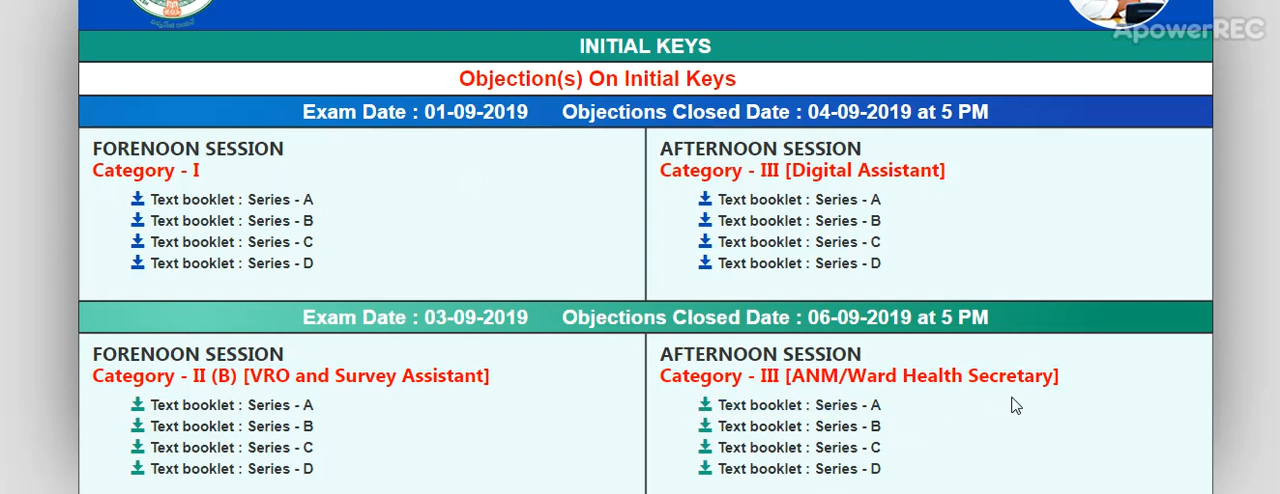 ApowerREC
INITIAL KEYS
Objection(s) On Initial Keys
Exam Date : 01-09-2019 Objections Closed Date : 04-09-2019 at 5 PM
FORENOON SESSION
Category - I
Text booklet : Series - A
Text booklet : Series - B
Text booklet : Series - C
Text booklet : Series - D
AFTERNOON SESSION
Category - III [Digital Assistant]
Text booklet : Series - A
Text booklet : Series - B
Text booklet : Series - C
Text booklet : Series - D
Exam Date : 03-09-2019 Objections Closed Date : 06-09-2019 at 5 PM
FORENOON SESSION
Category - II (B) [VRO and Survey Assistant]
Text booklet : Series - A
Text booklet : Series - B
Text booklet : Series - C
Text booklet : Series - D
AFTERNOON SESSION
Category - III [ANM/Ward Health Secretary]
Text booklet : Series - A
Text booklet : Series - B
Text booklet : Series - C
Text booklet : Series - D